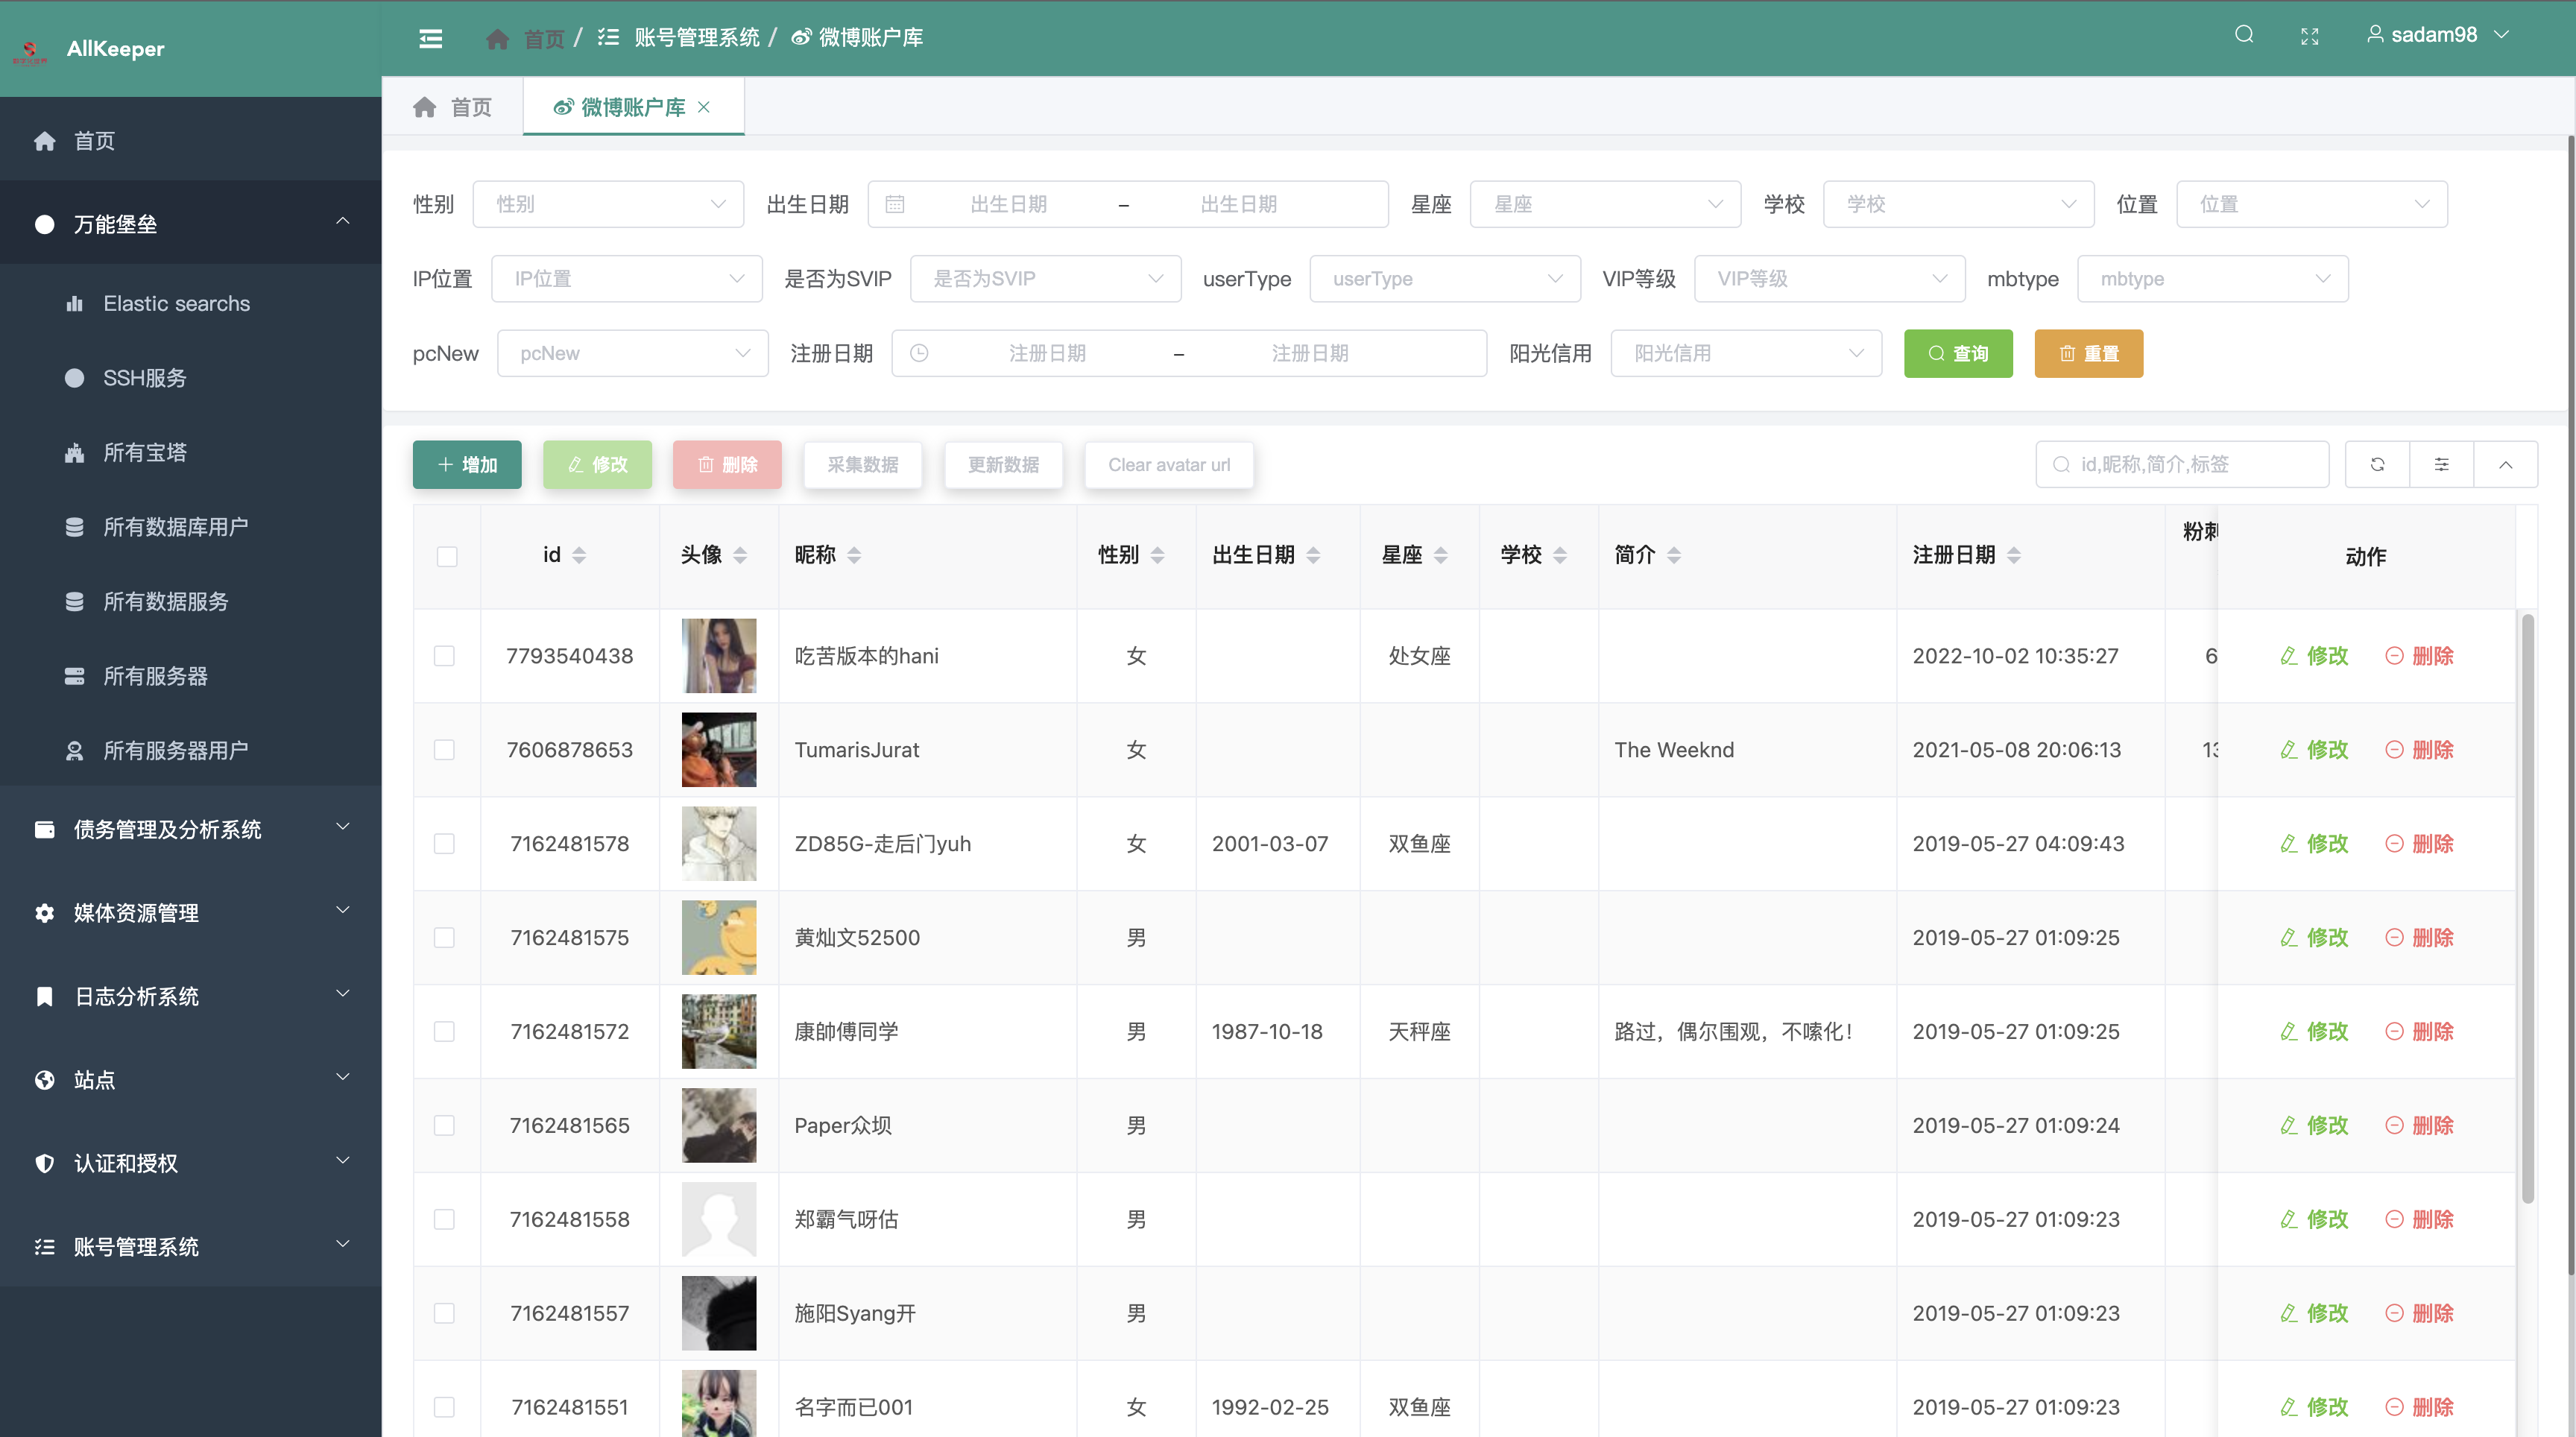 AllKeeper
首页 / 账号管理系统 / 微博账户库
sadam98
首页
微博账户库
首页
万能堡垒
Elastic searchs
SSH服务
所有宝塔
所有数据库用户
所有数据服务
所有服务器
所有服务器用户
债务管理及分析系统
媒体资源管理
日志分析系统
站点
认证和授权
账号管理系统
性别 性别 出生日期 出生日期 – 出生日期 星座 星座 学校 学校 位置 位置
IP位置 IP位置 是否为SVIP 是否为SVIP userType userType VIP等级 VIP等级 mbtype mbtype
pcNew pcNew 注册日期 注册日期 – 注册日期 阳光信用 阳光信用 查询 重置
增加 修改 删除 采集数据 更新数据 Clear avatar url id,昵称,简介,标签
id 头像 昵称 性别 出生日期 星座 学校 简介 注册日期 动作
7793540438 吃苦版本的hani 女 处女座 2022-10-02 10:35:27 6 修改 删除
7606878653 TumarisJurat 女 The Weeknd 2021-05-08 20:06:13 13 修改 删除
7162481578 ZD85G-走后门yuh 女 2001-03-07 双鱼座 2019-05-27 04:09:43 修改 删除
7162481575 黄灿文52500 男 2019-05-27 01:09:25 修改 删除
7162481572 康帥傅同学 男 1987-10-18 天秤座 路过，偶尔围观，不嗦化！ 2019-05-27 01:09:25 修改 删除
7162481565 Paper众坝 男 2019-05-27 01:09:24 修改 删除
7162481558 郑霸气呀估 男 2019-05-27 01:09:23 修改 删除
7162481557 施阳Syang开 男 2019-05-27 01:09:23 修改 删除
7162481551 名字而已001 女 1992-02-25 双鱼座 2019-05-27 01:09:23 修改 删除